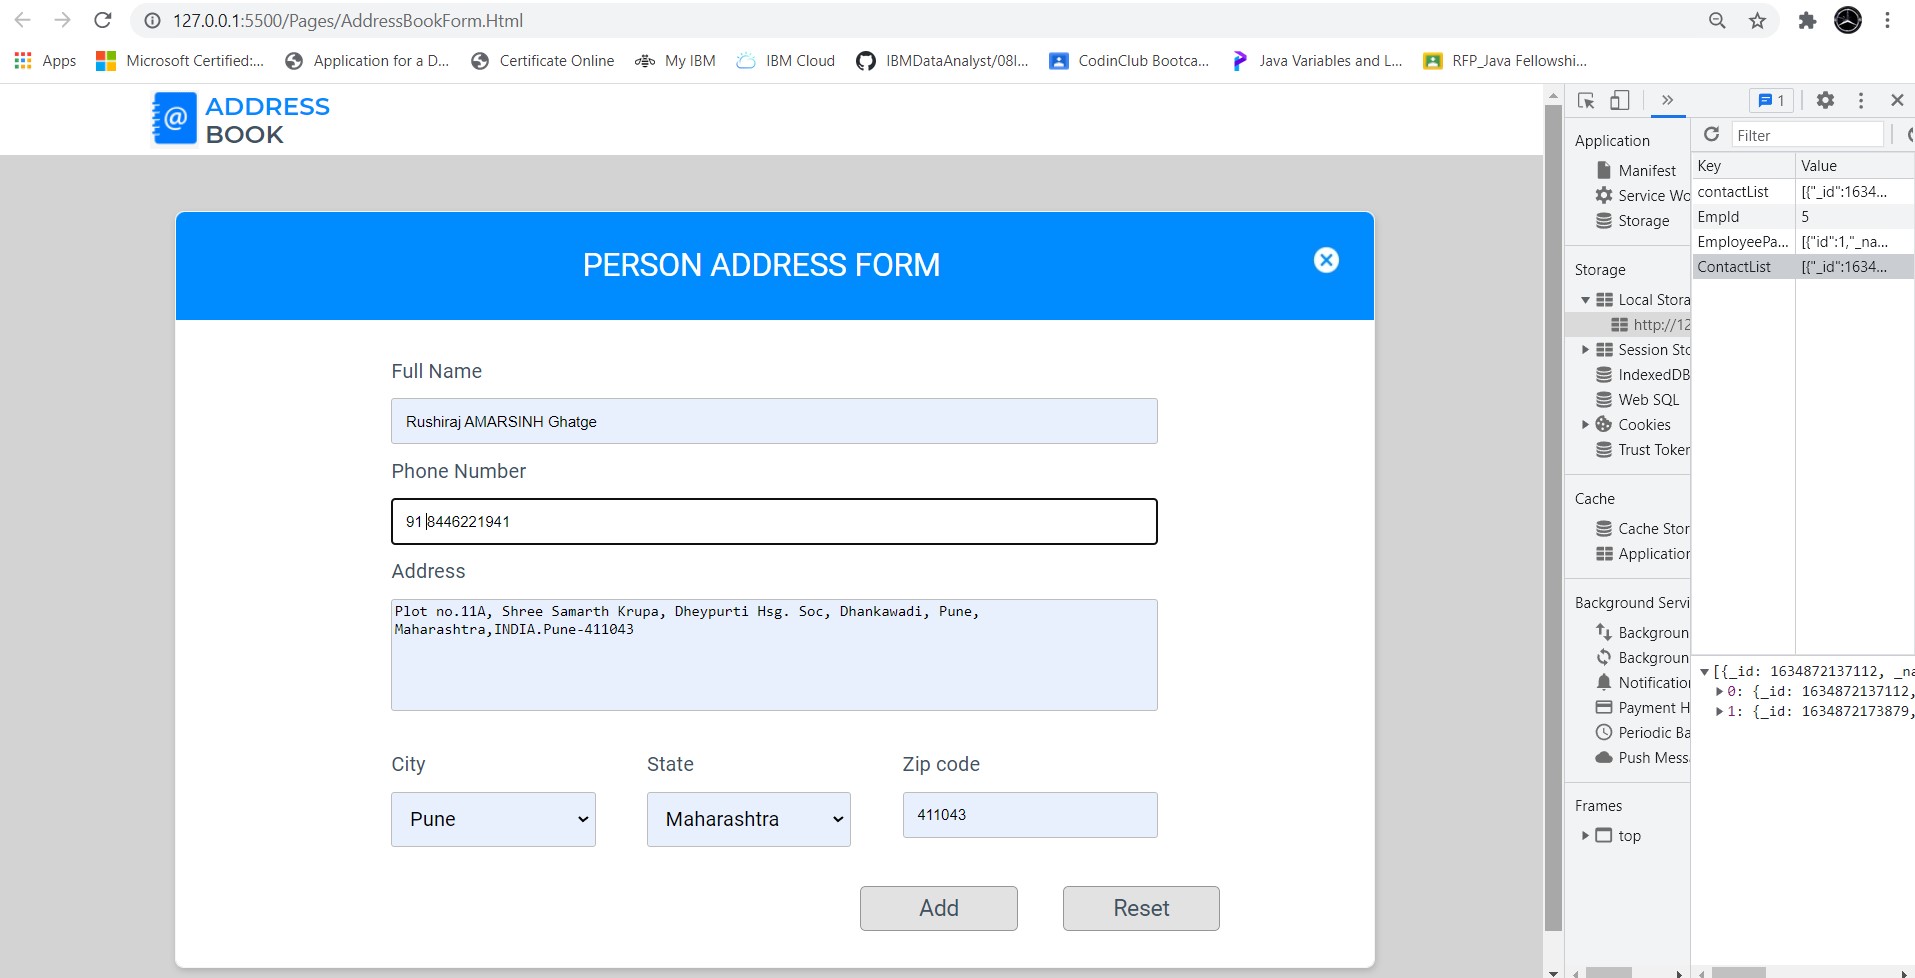 127.0.0.1:5500/Pages/AddressBookForm.Html
Apps Microsoft Certified:... Application for a D... Certificate Online My IBM IBM Cloud IBMDataAnalyst/08I... CodinClub Bootca... Java Variables and L... RFP_Java Fellowshi...
ADDRESS
BOOK
PERSON ADDRESS FORM
Full Name
Rushiraj AMARSINH Ghatge
Phone Number
91 8446221941
Address
Plot no.11A, Shree Samarth Krupa, Dheypurti Hsg. Soc, Dhankawadi, Pune,
Maharashtra,INDIA.Pune-411043
City State Zip code
Pune Maharashtra 411043
Add Reset
1
Application
Manifest
Service Wo
Storage
Storage
Local Stora
http://12
Session Sto
IndexedDB
Web SQL
Cookies
Trust Token
Cache
Cache Stor
Application
Background Servi
Backgroun
Backgroun
Notification
Payment H
Periodic Ba
Push Mess
Frames
top
Filter
Key Value
contactList [{"_id":1634...
EmpId 5
EmployeePa... [{"id":1,"_na...
ContactList [{"_id":1634...
[{_id: 1634872137112, _na
0: {_id: 1634872137112,
1: {_id: 1634872173879,